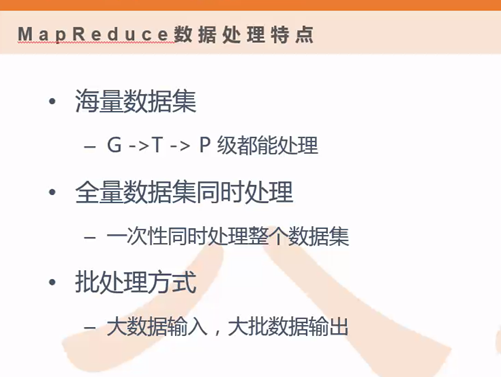 MapReduce数据处理特点
• 海量数据集
– G ->T -> P 级都能处理
• 全量数据集同时处理
– 一次性同时处理整个数据集
• 批处理方式
– 大数据输入，大批数据输出